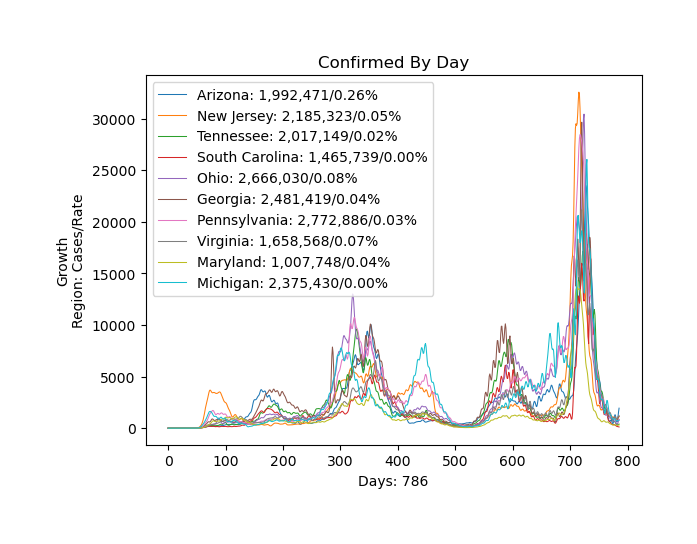 Confirmed By Day
Growth
Region: Cases/Rate
30000
25000
20000
15000
10000
5000
0
Arizona: 1,992,471/0.26%
New Jersey: 2,185,323/0.05%
Tennessee: 2,017,149/0.02%
South Carolina: 1,465,739/0.00%
Ohio: 2,666,030/0.08%
Georgia: 2,481,419/0.04%
Pennsylvania: 2,772,886/0.03%
Virginia: 1,658,568/0.07%
Maryland: 1,007,748/0.04%
Michigan: 2,375,430/0.00%
0 100 200 300 400 500 600 700 800
Days: 786